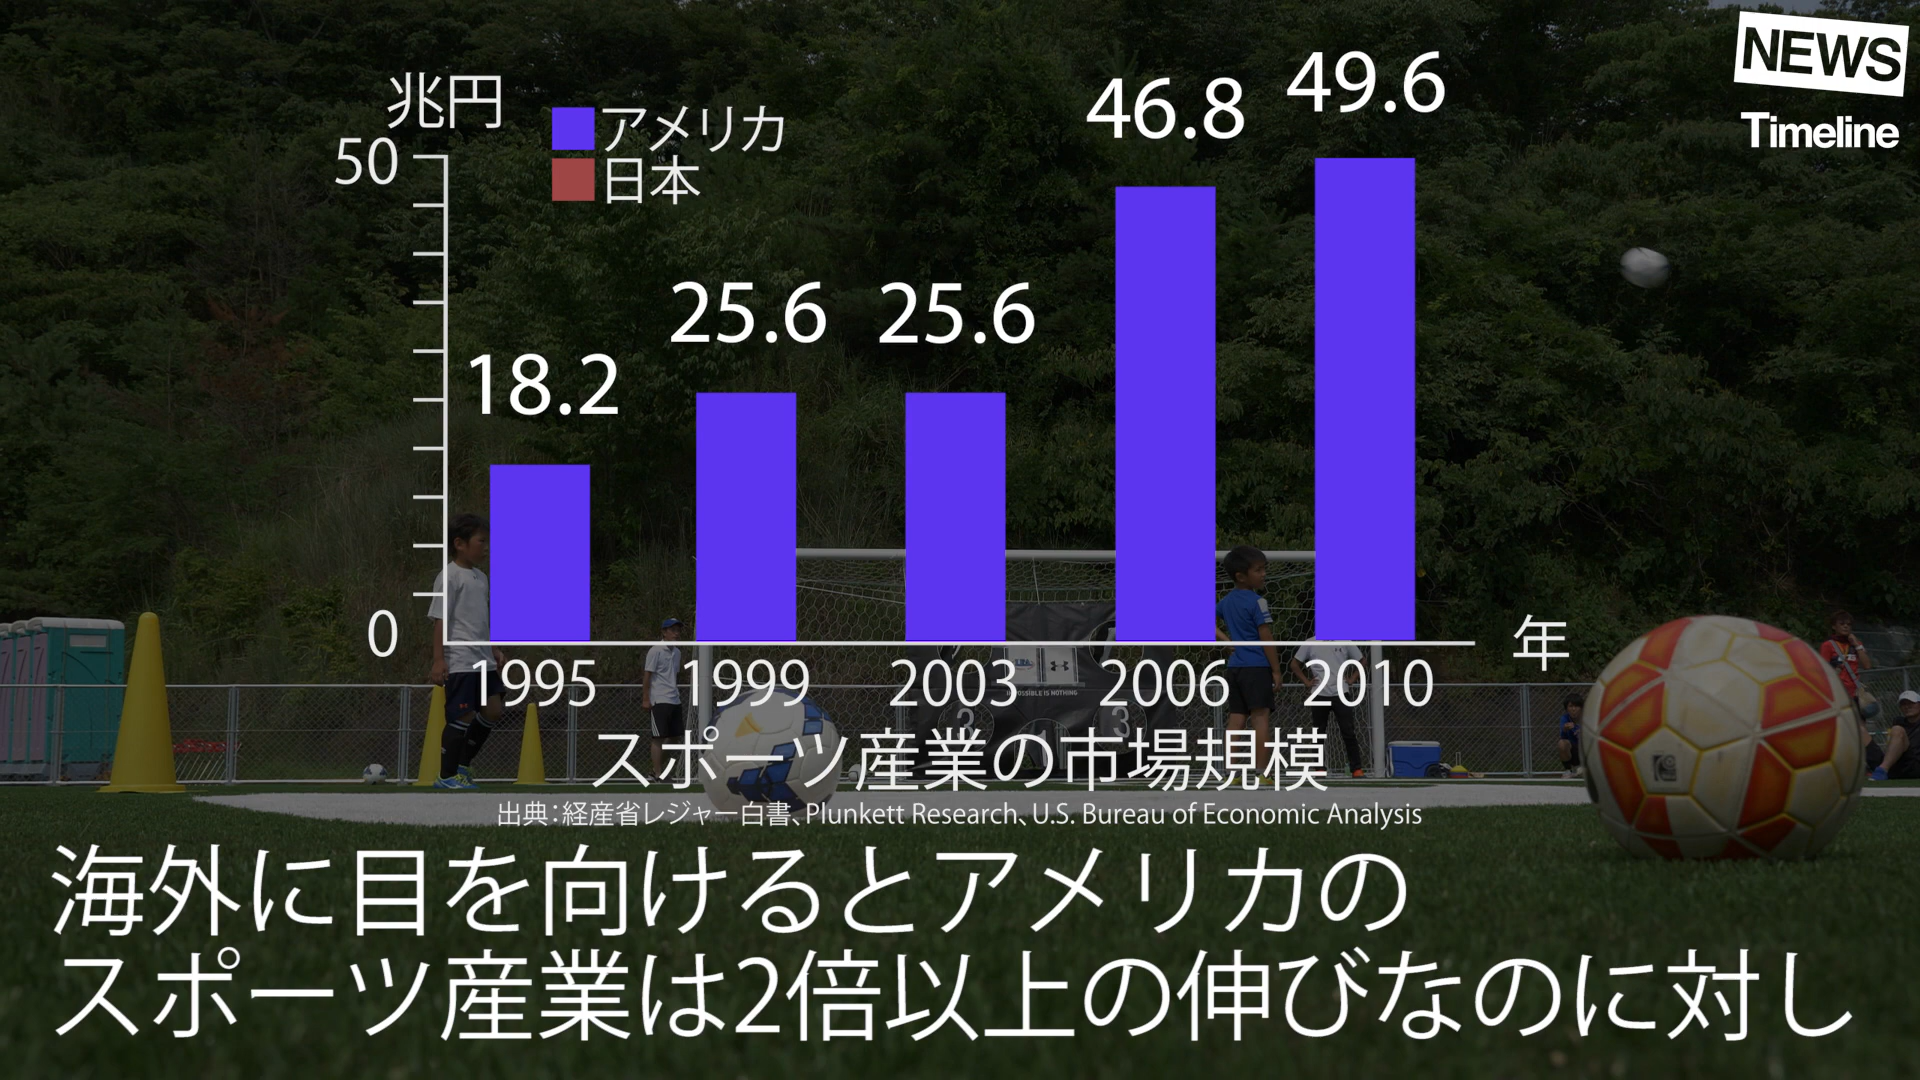 NEWS
Timeline
兆円
アメリカ
日本
50
0
18.2
25.6
25.6
46.8
49.6
1995
1999
2003
2006
2010
年
スポーツ産業の市場規模
出典：経産省レジャー白書、Plunkett Research、U.S. Bureau of Economic Analysis
海外に目を向けるとアメリカの
スポーツ産業は2倍以上の伸びなのに対し
2
1
3